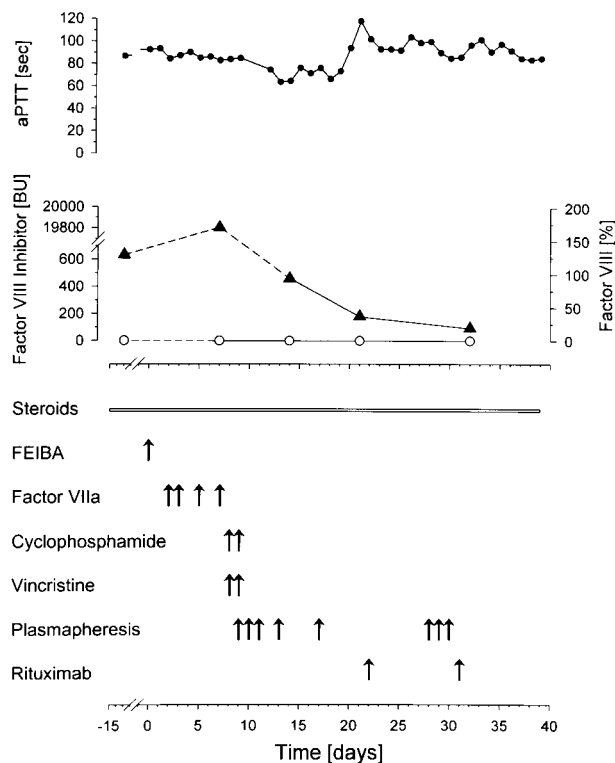 aPTT [sec]
120
100
80
60
40
20
0
Factor VIII Inhibitor [BU]
20000
19800
600
400
200
0
Factor VIII [%]
200
150
100
50
0
Steroids
FEIBA
Factor VIIa
Cyclophosphamide
Vincristine
Plasmapheresis
Rituximab
-15 0 5 10 15 20 25 30 35 40
Time [days]